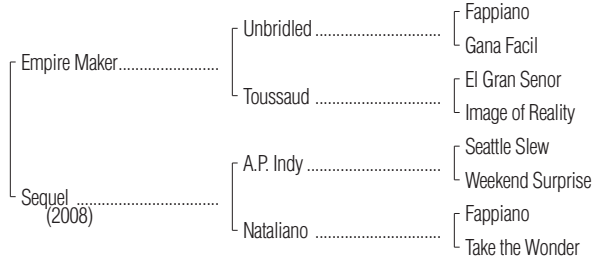 Fappiano
Unbridled
Gana Facil
Empire Maker
El Gran Senor
Toussaud
Image of Reality
Seattle Slew
A.P. Indy
Weekend Surprise
Sequel
(2008)
Fappiano
Nataliano
Take the Wonder